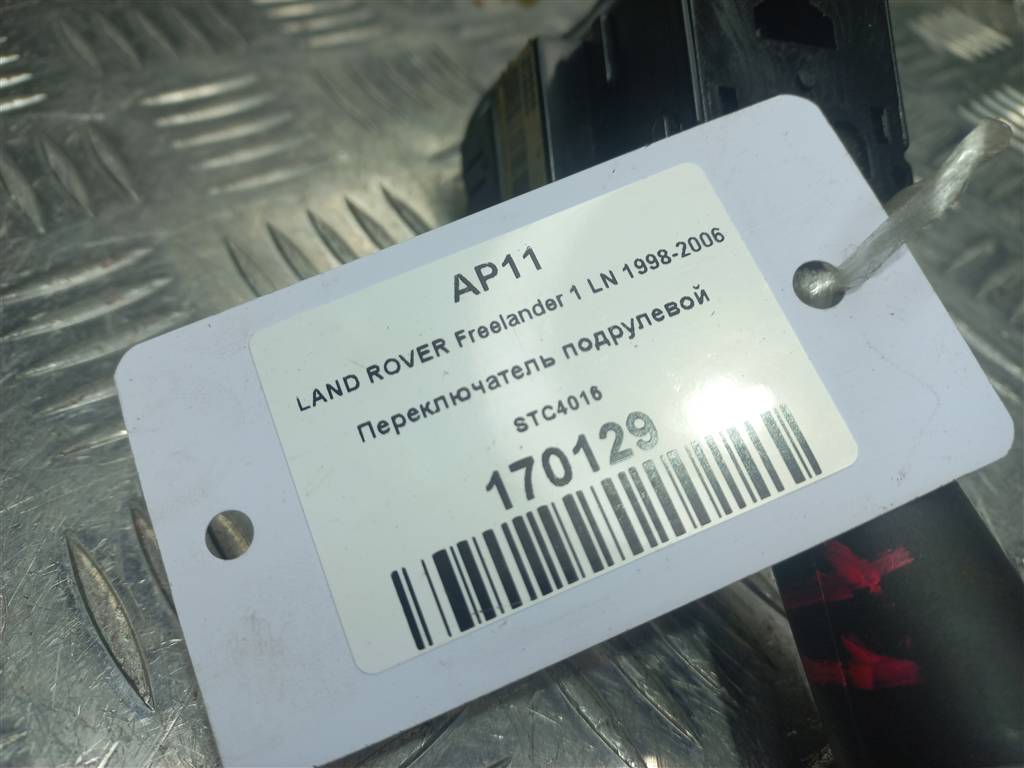 AP11
LAND ROVER Freelander 1 LN 1998-2006
Переключатель подрулевой
STC4016
170129